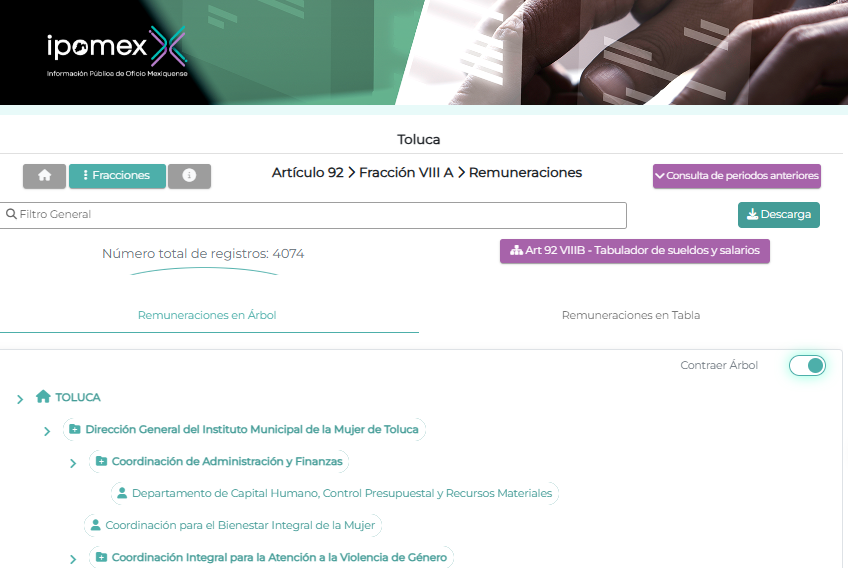 ipomex
Información Pública de Oficio Mexiquense
Toluca
Fracciones
Artículo 92 > Fracción VIII A > Remuneraciones
Consulta de periodos anteriores
Filtro General
Descarga
Número total de registros: 4074
Art 92 VIIIB - Tabulador de sueldos y salarios
Remuneraciones en Árbol
Remuneraciones en Tabla
Contraer Árbol
TOLUCA
Dirección General del Instituto Municipal de la Mujer de Toluca
Coordinación de Administración y Finanzas
Departamento de Capital Humano, Control Presupuestal y Recursos Materiales
Coordinación para el Bienestar Integral de la Mujer
Coordinación Integral para la Atención a la Violencia de Género